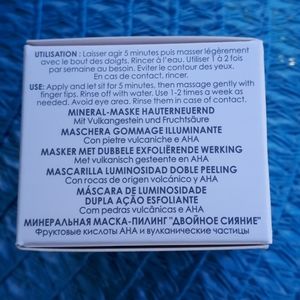 UTILISATION : Laisser agir 5 minutes puis masser légèrement
avec le bout des doigts. Rincer à l'eau. Utiliser 1 à 2 fois
par semaine au besoin. Eviter le contour des yeux.
En cas de contact, rincer.
USE: Apply and let sit for 5 minutes, then massage gently with
finger tips. Rinse off with water. Use 1-2 times a week as
needed. Avoid eye area. Rinse them in case of contact.
MINERAL-MASKE HAUTERNEUERND
Mit Vulkangestein und Fruchtsäure
MASCHERA GOMMAGE ILLUMINANTE
Con pietre vulcaniche e AHA
MASKER MET DUBBELE EXFOLIËRENDE WERKING
Met vulkanisch gesteente en AHA
MASCARILLA LUMINOSIDAD DOBLE PEELING
Con rocas de origen volcánico y AHA
MÁSCARA DE LUMINOSIDADE
DUPLA AÇÃO ESFOLIANTE
Com pedras vulcânicas e AHA
МИНЕРАЛЬНАЯ МАСКА-ПИЛИНГ "ДВОЙНОЕ СИЯНИЕ"
Фруктовые кислоты АНА и вулканические частицы